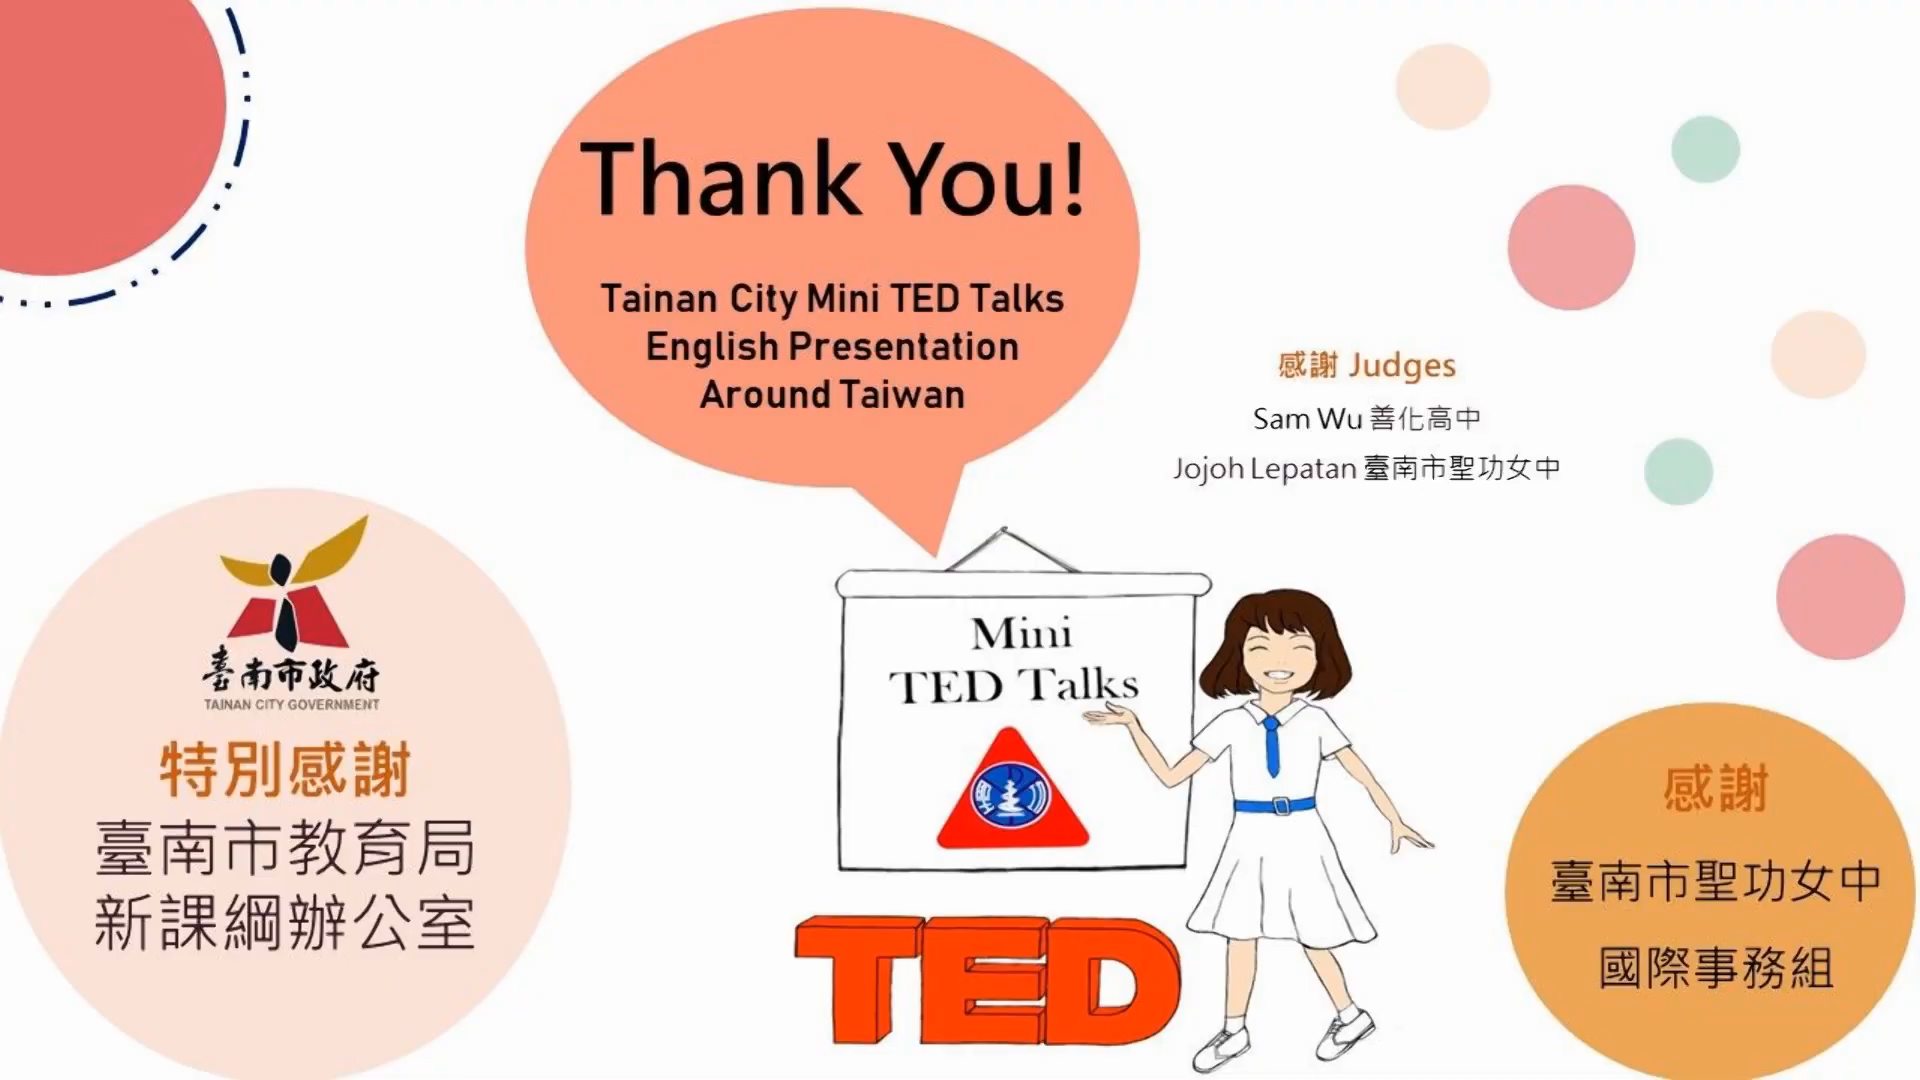 Thank You!
Tainan City Mini TED Talks
English Presentation
Around Taiwan
感謝 Judges
Sam Wu 善化高中
Jojoh Lepatan 臺南市聖功女中
臺南市政府
TAINAN CITY GOVERNMENT
特別感謝
臺南市教育局
新課綱辦公室
Mini
TED Talks
TED
感謝
臺南市聖功女中
國際事務組